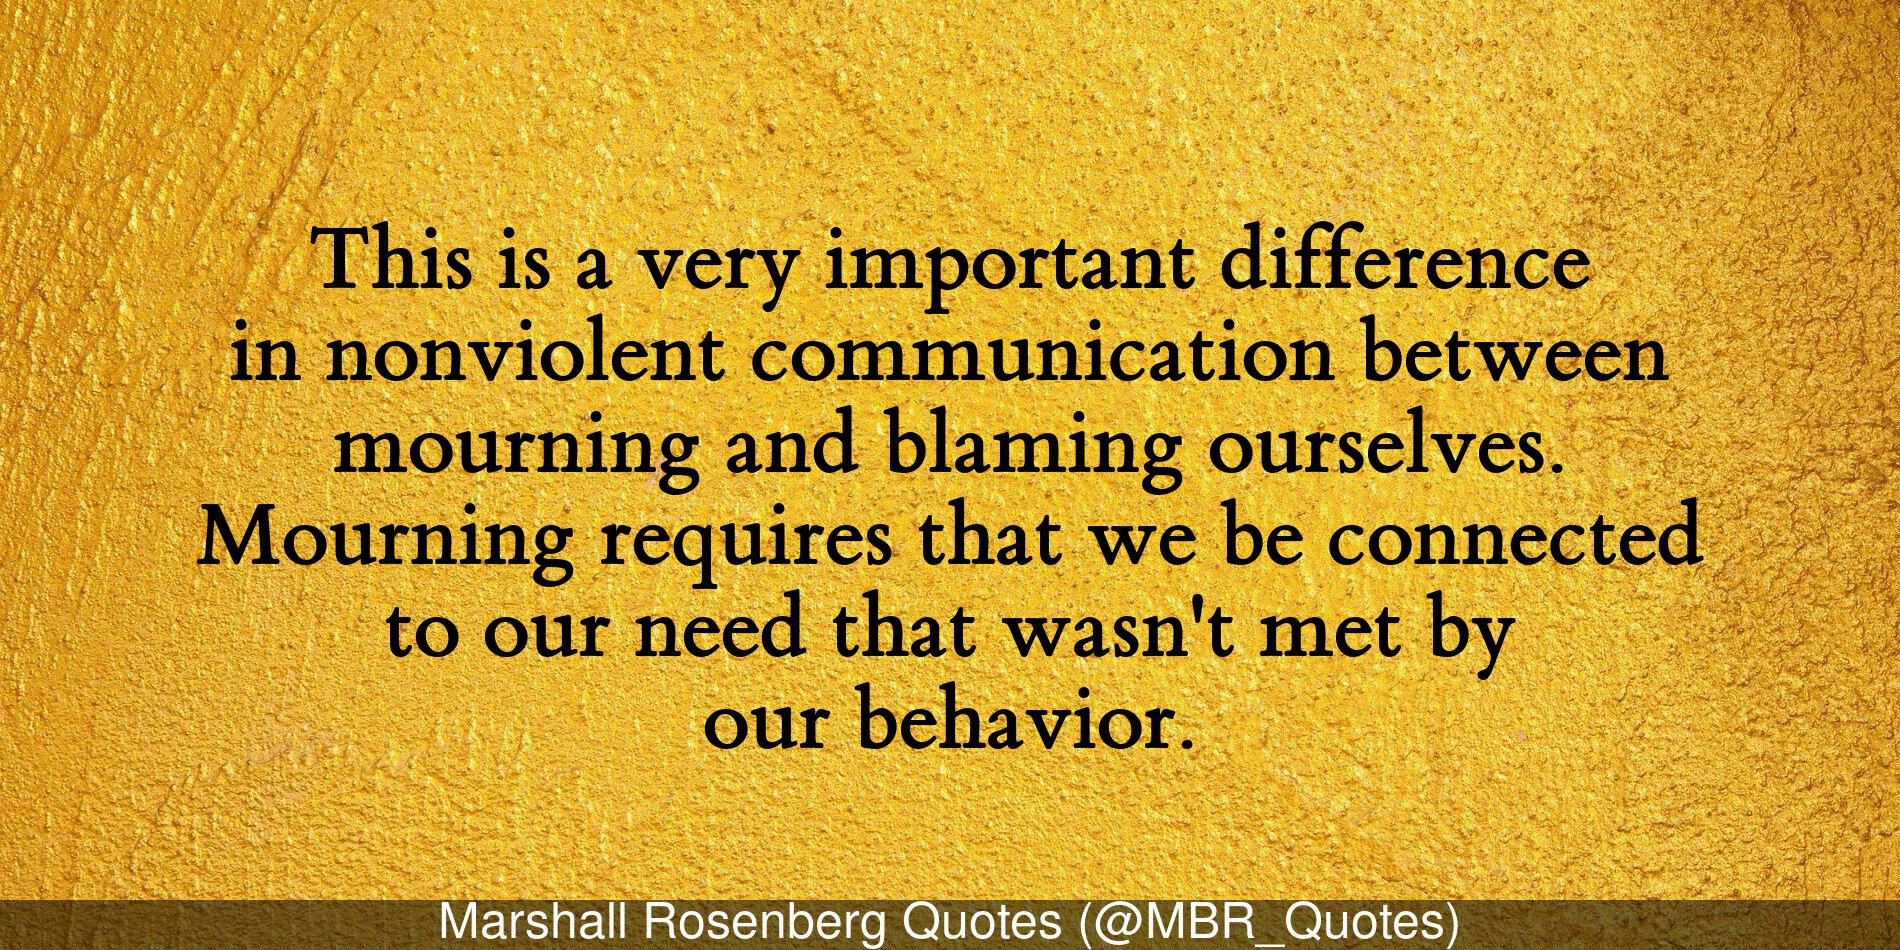 This is a very important difference
in nonviolent communication between
mourning and blaming ourselves.
Mourning requires that we be connected
to our need that wasn't met by
our behavior.
Marshall Rosenberg Quotes (@MBR_Quotes)